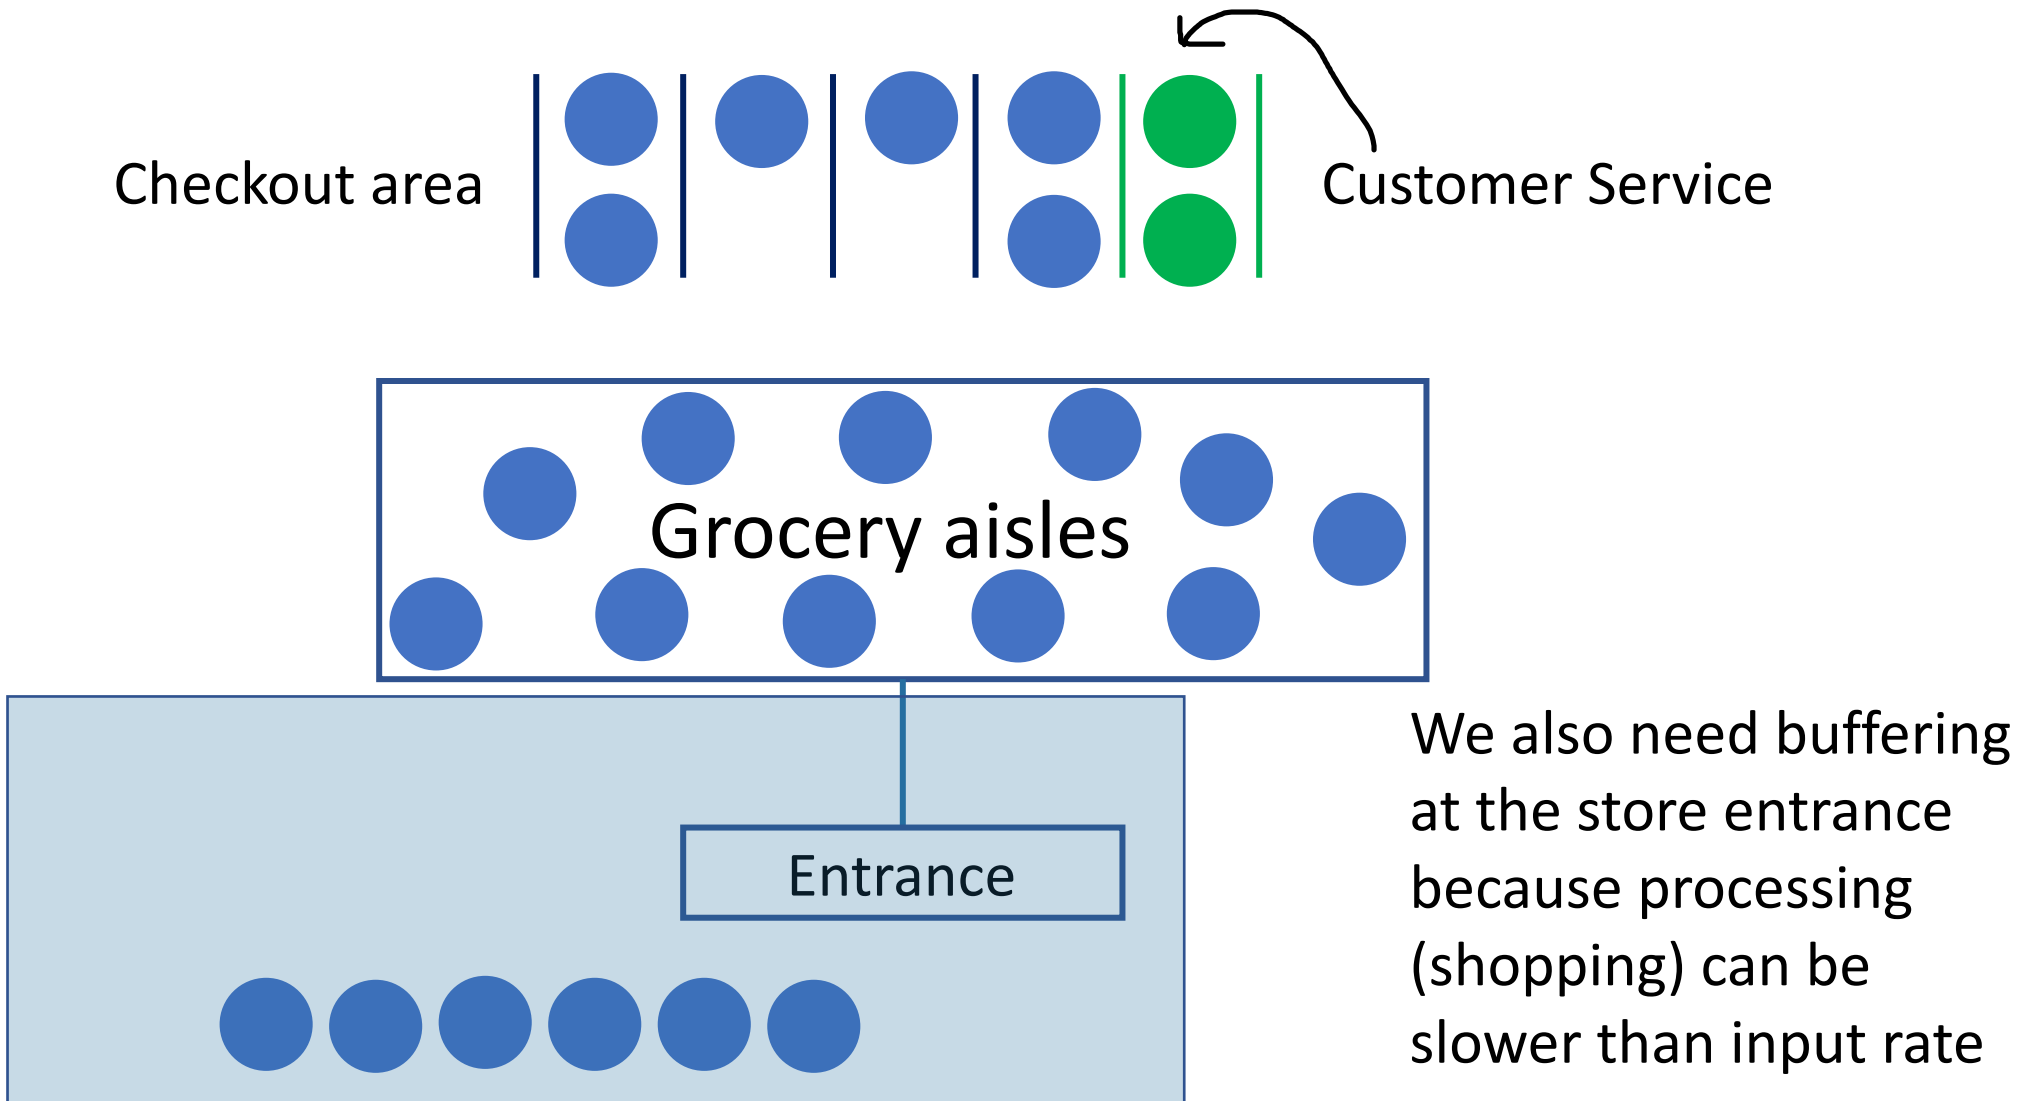 Checkout area
Customer Service
Grocery aisles
Entrance
We also need buffering
at the store entrance
because processing
(shopping) can be
slower than input rate